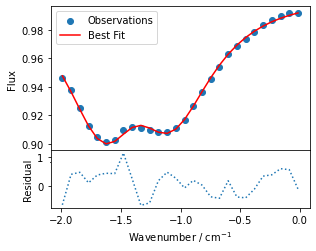 Observations
Best Fit
Flux
0.98
0.96
0.94
0.92
0.90
Residual
1
0
−2.0 −1.5 −1.0 −0.5 0.0
Wavenumber / cm⁻¹